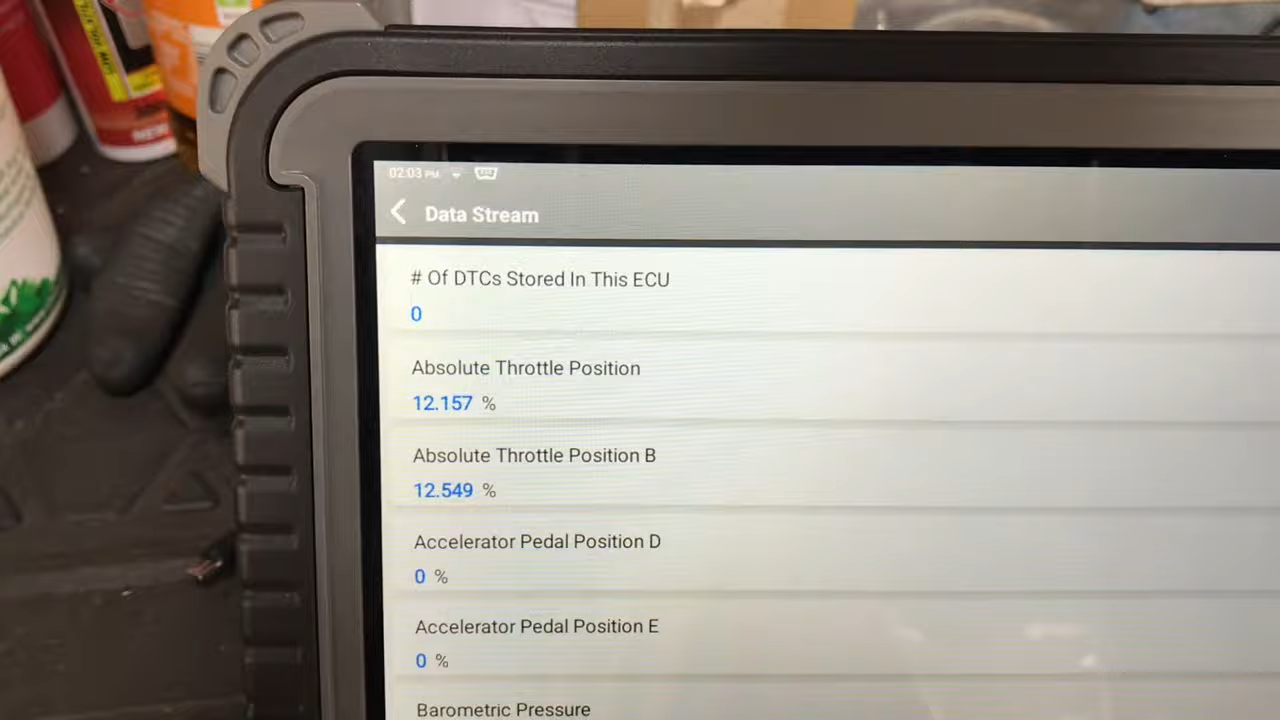 NEW!
02:03 PM
Data Stream
# Of DTCs Stored In This ECU
0
Absolute Throttle Position
12.157 %
Absolute Throttle Position B
12.549 %
Accelerator Pedal Position D
0 %
Accelerator Pedal Position E
0 %
Barometric Pressure